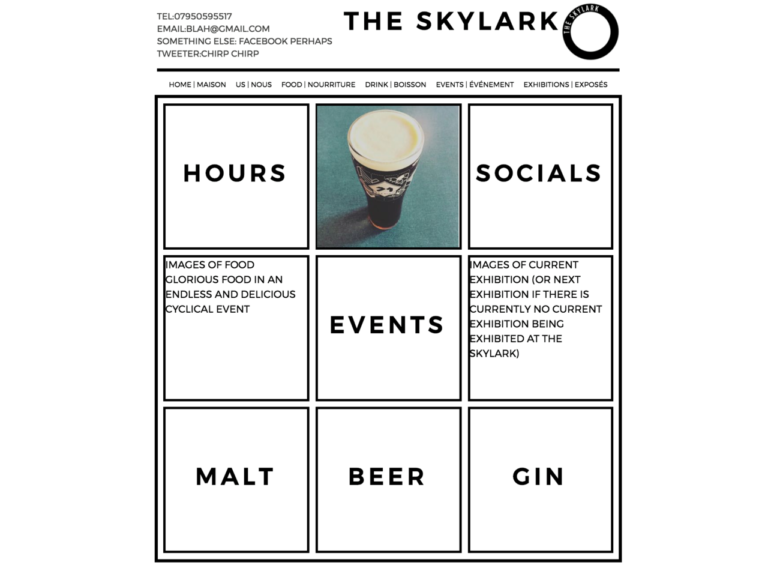 TEL:07950595517
EMAIL:BLAH@GMAIL.COM
SOMETHING ELSE: FACEBOOK PERHAPS
TWEETER:CHIRP CHIRP
THE SKYLARK
THE SKYLARK
HOME | MAISON US | NOUS FOOD | NOURRITURE DRINK | BOISSON EVENTS | ÉVÉNEMENT EXHIBITIONS | EXPOSÉS
HOURS
SOCIALS
IMAGES OF FOOD
GLORIOUS FOOD IN AN
ENDLESS AND DELICIOUS
CYCLICAL EVENT
EVENTS
IMAGES OF CURRENT
EXHIBITION (OR NEXT
EXHIBITION IF THERE IS
CURRENTLY NO CURRENT
EXHIBITION BEING
EXHIBITED AT THE
SKYLARK)
MALT
BEER
GIN